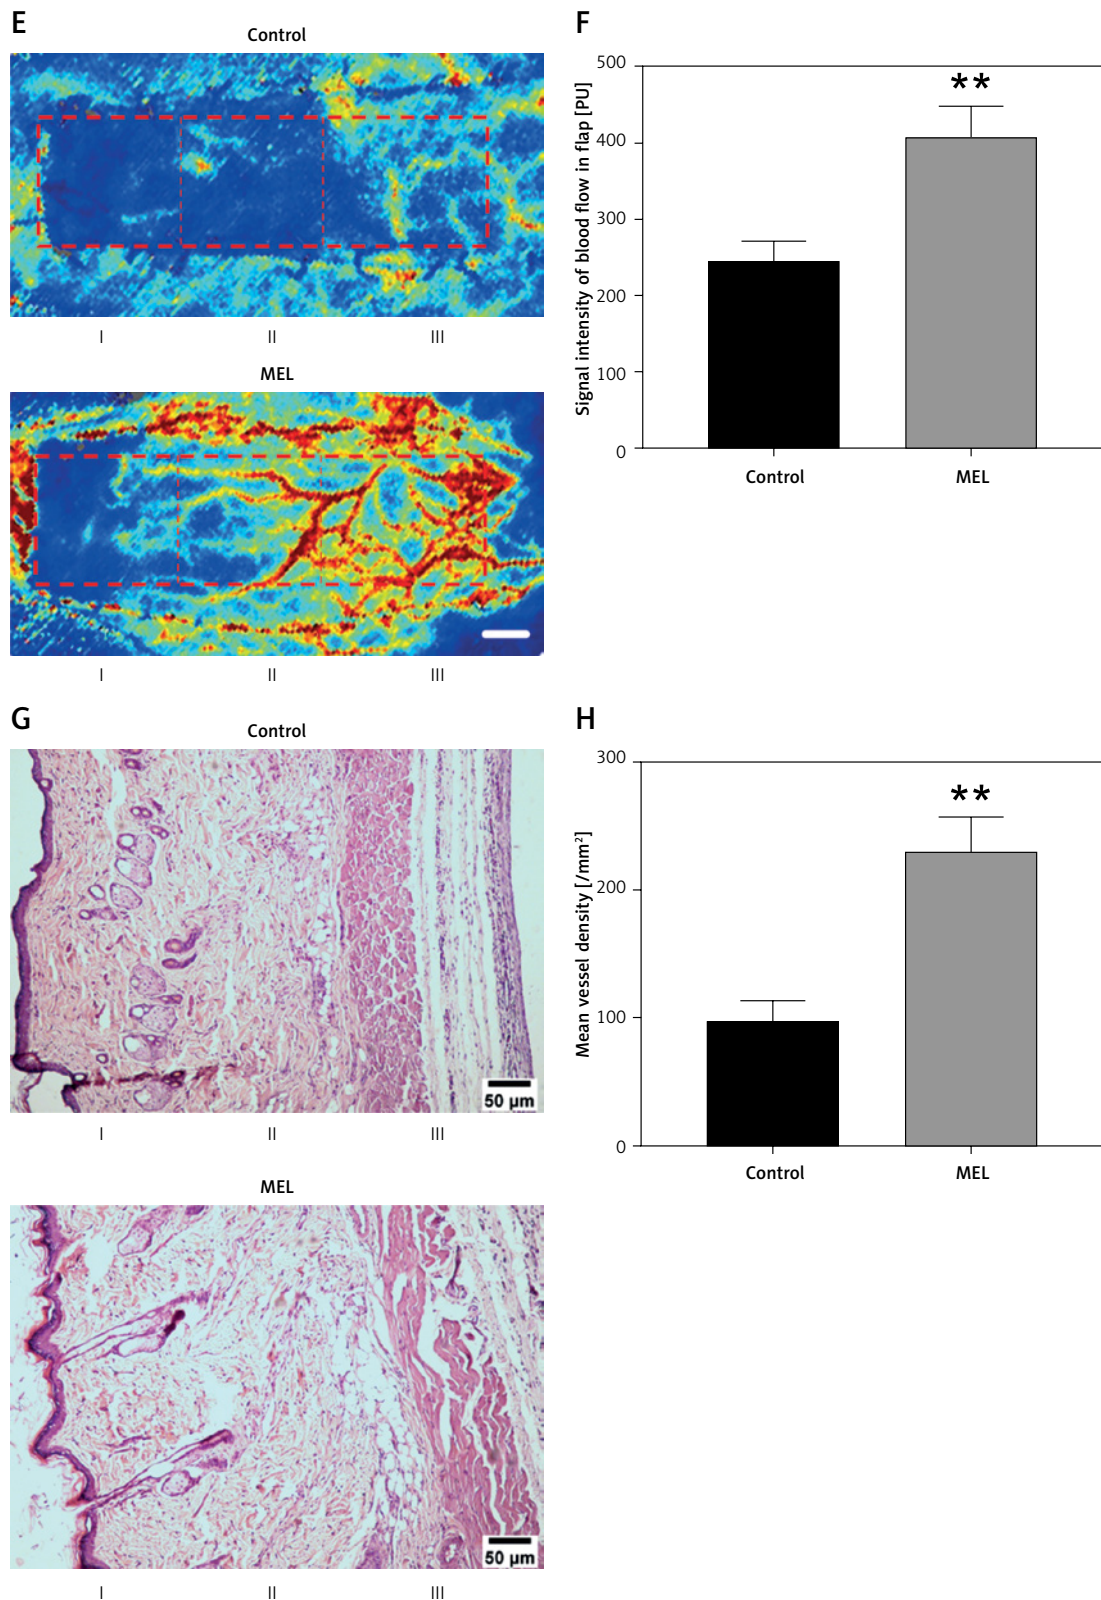 E
Control
I II III
MEL
I II III
F
Signal intensity of blood flow in flap [PU]
500
400
300
200
100
0
**
Control MEL
G
Control
50 µm
I II III
MEL
50 µm
I II III
H
Mean vessel density [/mm²]
300
200
100
0
**
Control MEL